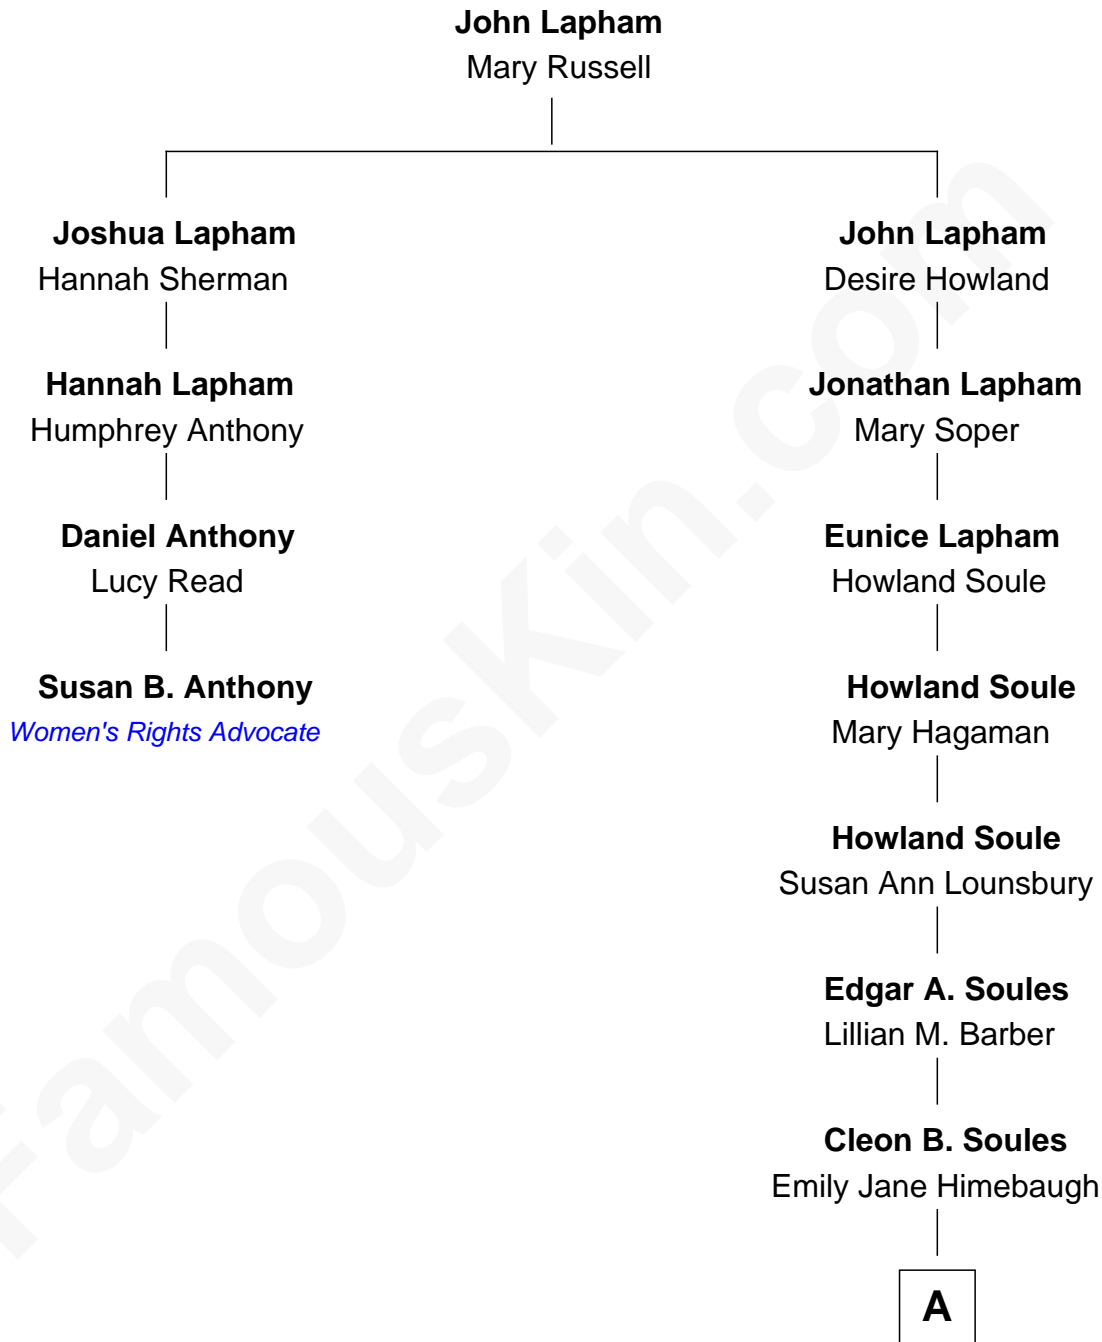 John Lapham
Mary Russell
Joshua Lapham
Hannah Sherman
Hannah Lapham
Humphrey Anthony
Daniel Anthony
Lucy Read
Susan B. Anthony
Women's Rights Advocate
John Lapham
Desire Howland
Jonathan Lapham
Mary Soper
Eunice Lapham
Howland Soule
Howland Soule
Mary Hagaman
Howland Soule
Susan Ann Lounsbury
Edgar A. Soules
Lillian M. Barber
Cleon B. Soules
Emily Jane Himebaugh
A
FamousKin.com